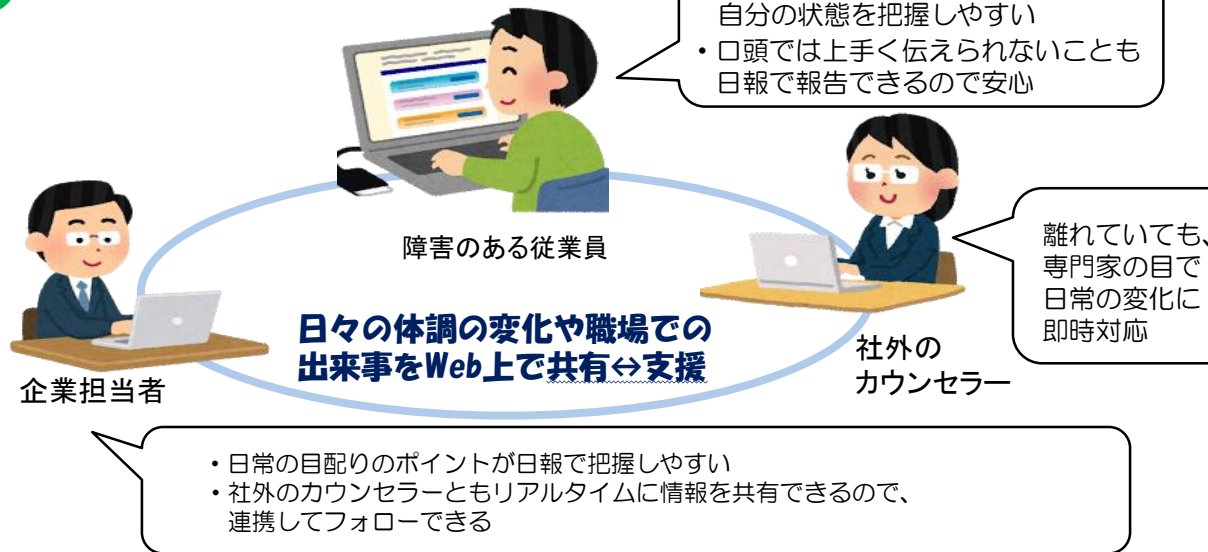 自分の状態を把握しやすい
・口頭では上手く伝えられないことも
日報で報告できるので安心
障害のある従業員
離れていても、
専門家の目で
日常の変化に
即時対応
日々の体調の変化や職場での
出来事をWeb上で共有↔支援
社外の
カウンセラー
企業担当者
・日常の目配りのポイントが日報で把握しやすい
・社外のカウンセラーともリアルタイムに情報を共有できるので、
連携してフォローできる